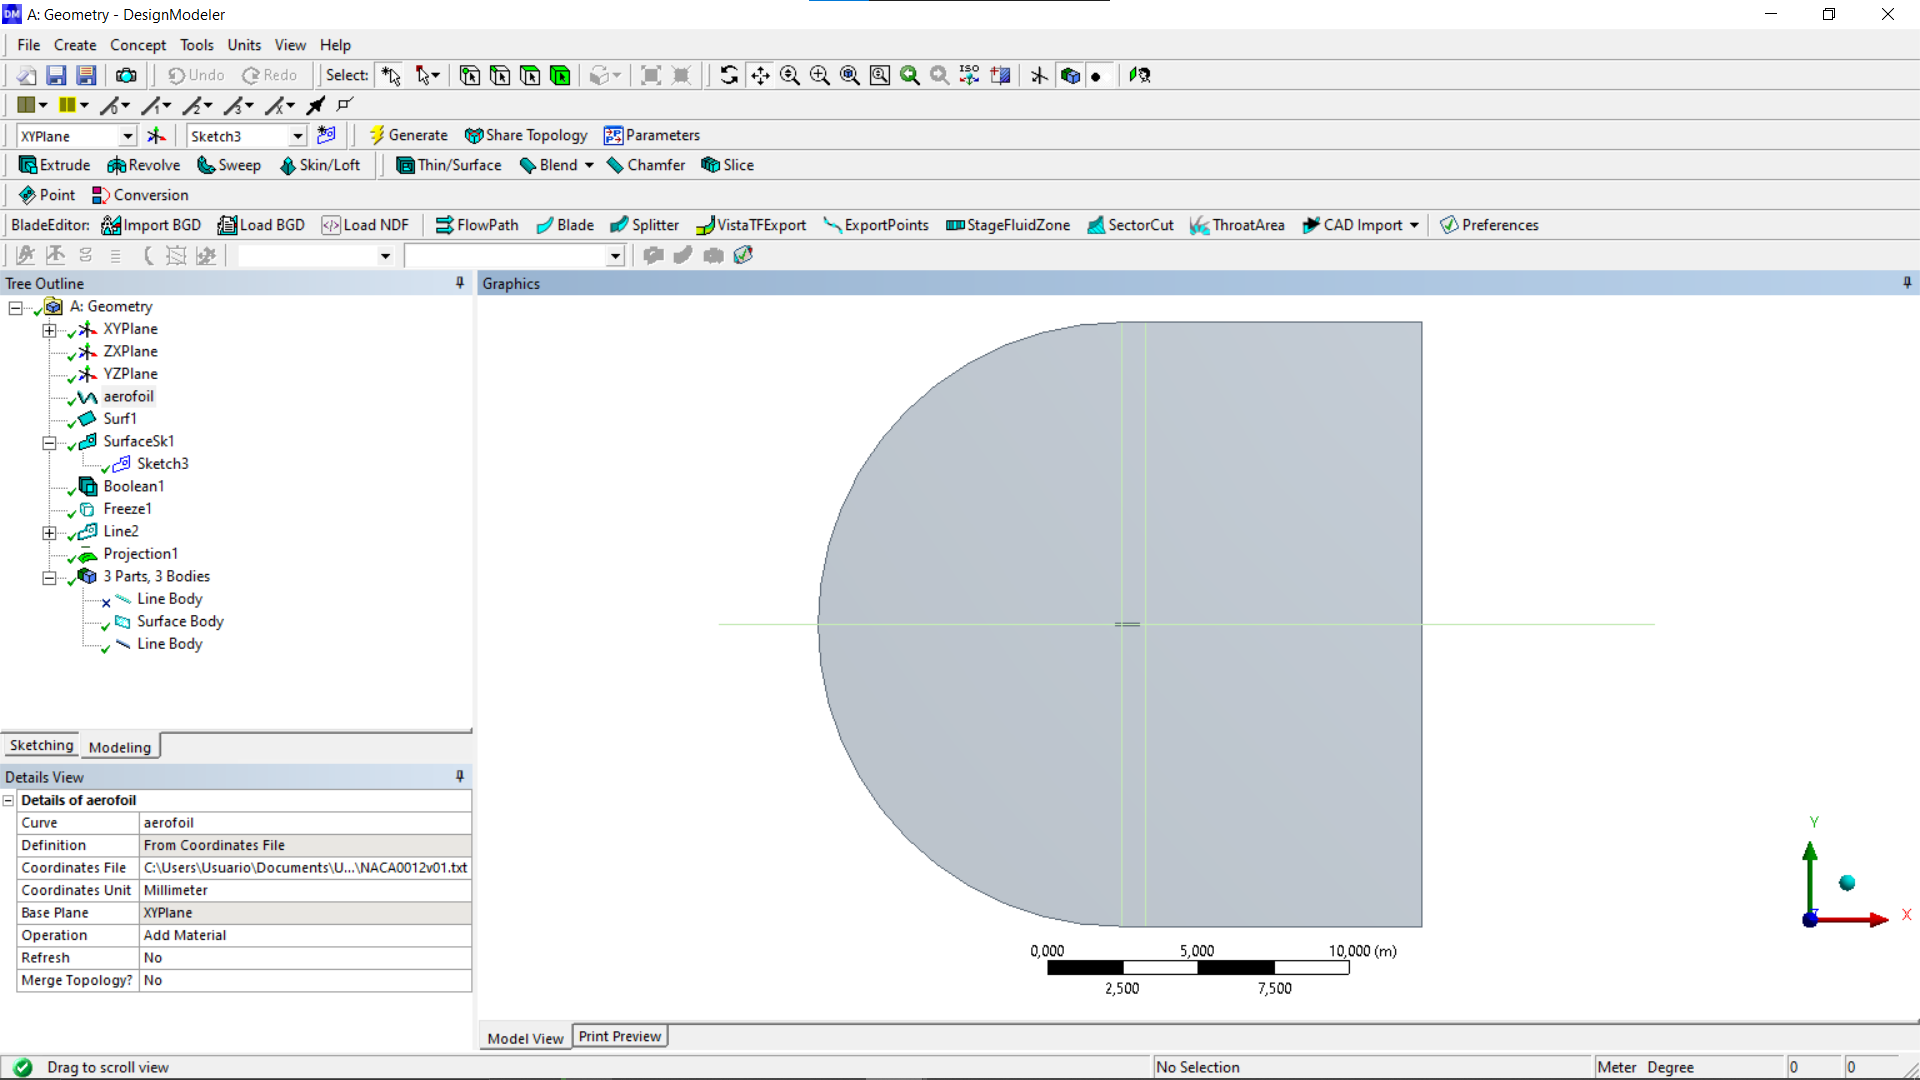 DM A: Geometry - DesignModeler
File Create Concept Tools Units View Help
Undo Redo Select: ISO
XYPlane Sketch3 Generate Share Topology Parameters
Extrude Revolve Sweep Skin/Loft Thin/Surface Blend Chamfer Slice
Point Conversion
BladeEditor: Import BGD Load BGD Load NDF FlowPath Blade Splitter VistaTFExport ExportPoints StageFluidZone SectorCut ThroatArea CAD Import Preferences
Tree Outline
A: Geometry
XYPlane
ZXPlane
YZPlane
aerofoil
Surf1
SurfaceSk1
Sketch3
Boolean1
Freeze1
Line2
Projection1
3 Parts, 3 Bodies
Line Body
Surface Body
Line Body
Sketching Modeling
Details View
Details of aerofoil
Curve aerofoil
Definition From Coordinates File
Coordinates File C:\Users\Usuario\Documents\U...\NACA0012v01.txt
Coordinates Unit Millimeter
Base Plane XYPlane
Operation Add Material
Refresh No
Merge Topology? No
Graphics
0,000 5,000 10,000 (m)
2,500 7,500
Y
Z
X
Model View Print Preview
Drag to scroll view No Selection Meter Degree 0 0